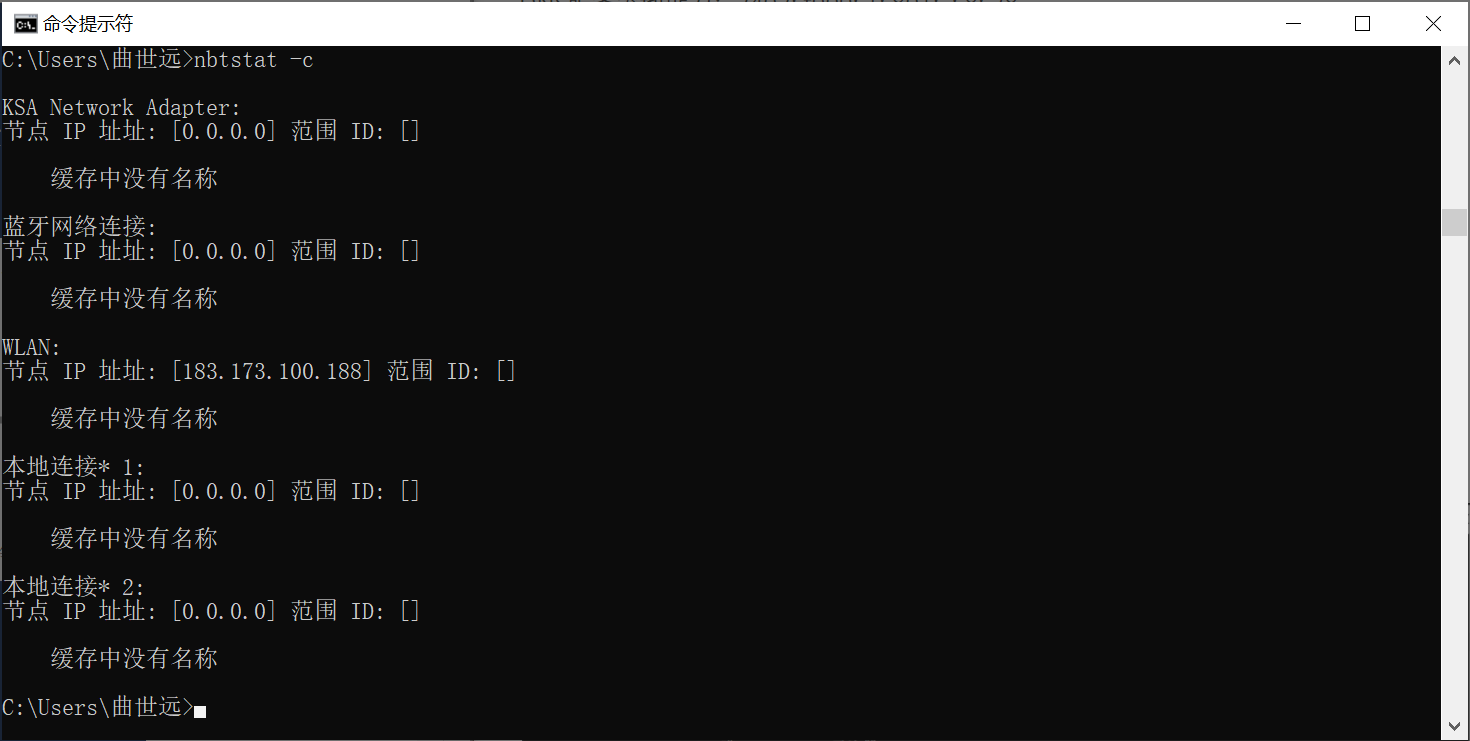 命令提示符
C:\Users\曲世远>nbtstat -c
KSA Network Adapter:
节点 IP 址址: [0.0.0.0] 范围 ID: []
缓存中没有名称
蓝牙网络连接:
节点 IP 址址: [0.0.0.0] 范围 ID: []
缓存中没有名称
WLAN:
节点 IP 址址: [183.173.100.188] 范围 ID: []
缓存中没有名称
本地连接* 1:
节点 IP 址址: [0.0.0.0] 范围 ID: []
缓存中没有名称
本地连接* 2:
节点 IP 址址: [0.0.0.0] 范围 ID: []
缓存中没有名称
C:\Users\曲世远>